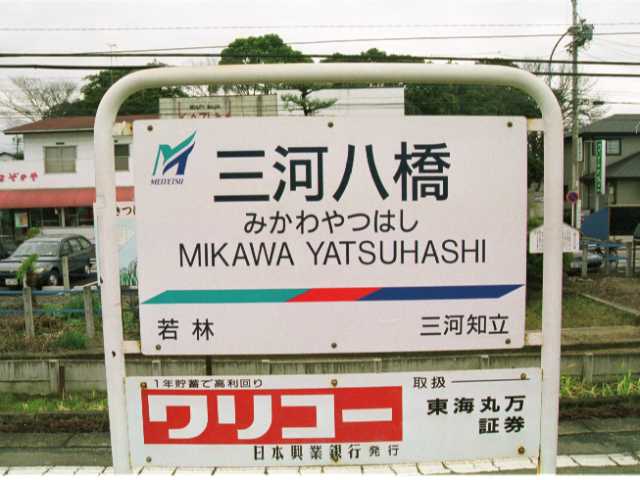 MEITETSU
三河八橋
みかわやつはし
MIKAWA YATSUHASHI
若林
三河知立
1年貯蓄で高利回り
ワリコー
日本興業銀行 発行
取扱
東海丸万
証券